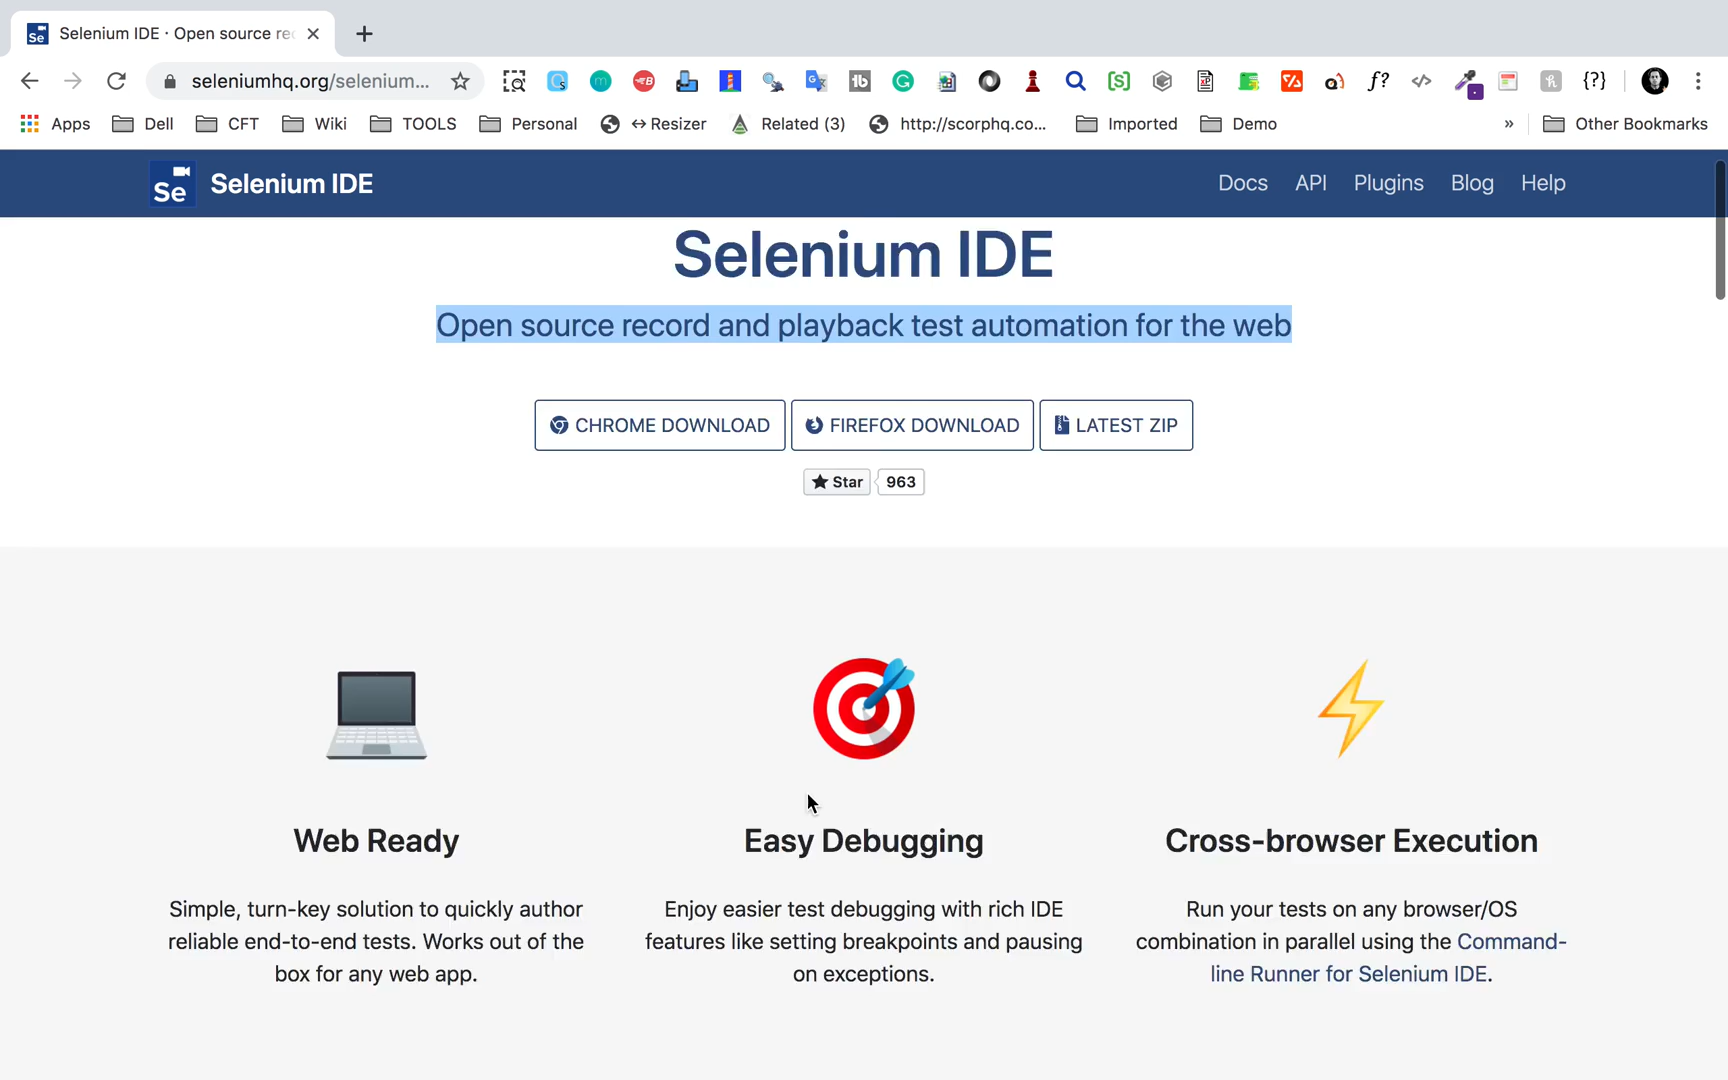 Selenium IDE · Open source rec
seleniumhq.org/selenium...
Apps Dell CFT Wiki TOOLS Personal ↔ Resizer Related (3) http://scorphq.co... Imported Demo » Other Bookmarks
Se Selenium IDE Docs API Plugins Blog Help
Selenium IDE
Open source record and playback test automation for the web
CHROME DOWNLOAD FIREFOX DOWNLOAD LATEST ZIP
Star 963
Web Ready
Simple, turn-key solution to quickly author
reliable end-to-end tests. Works out of the
box for any web app.
Easy Debugging
Enjoy easier test debugging with rich IDE
features like setting breakpoints and pausing
on exceptions.
Cross-browser Execution
Run your tests on any browser/OS
combination in parallel using the Command-
line Runner for Selenium IDE.